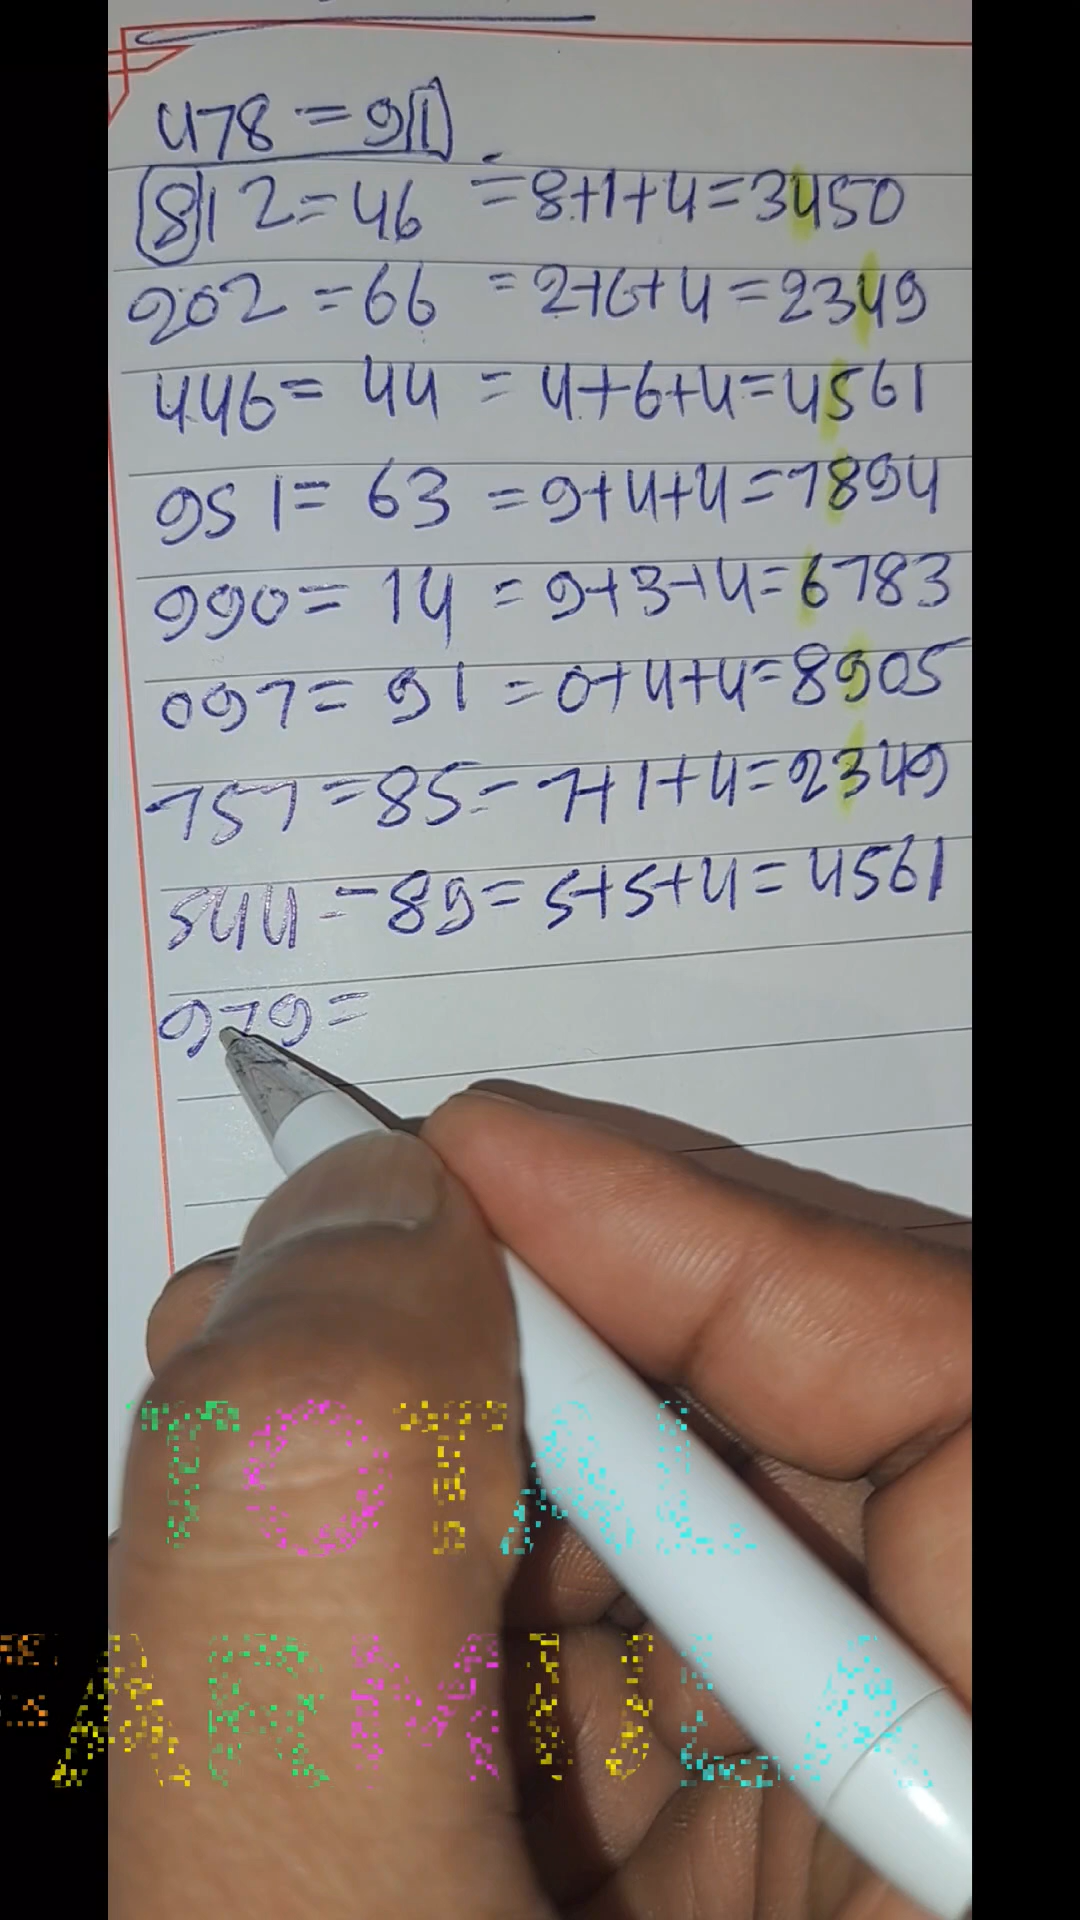 478 = 91
812 = 46 = 8+1+4 = 3450
202 = 66 = 2+6+4 = 2349
446 = 44 = 4+6+4 = 4561
951 = 63 = 9+4+4 = 7894
990 = 14 = 9+3+4 = 6783
097 = 91 = 0+4+4 = 8905
757 = 85 = 7+1+4 = 2349
544 = 89 = 5+5+4 = 4561
979 =
TOTAL
FARMULA